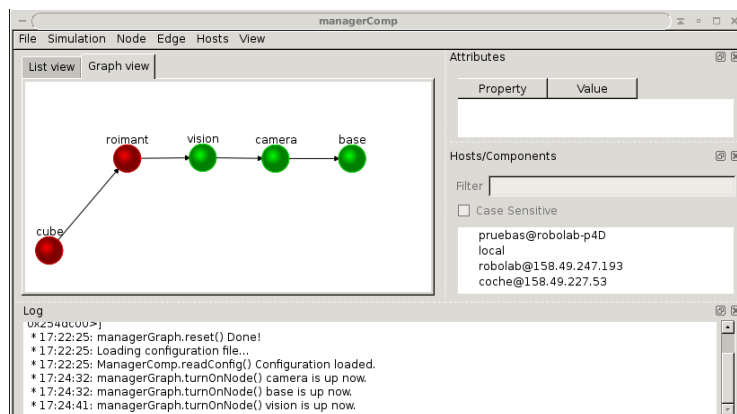 managerComp
File Simulation Node Edge Hosts View
List view Graph view
roimant vision camera base
cube
Attributes
Property Value
Hosts/Components
Filter
Case Sensitive
pruebas@robolab-p4D
local
robolab@158.49.247.193
coche@158.49.227.53
Log
0x254dc00>]
* 17:22:25: managerGraph.reset() Done!
* 17:22:25: Loading configuration file...
* 17:22:25: ManagerComp.readConfig() Configuration loaded.
* 17:24:32: managerGraph.turnOnNode() camera is up now.
* 17:24:32: managerGraph.turnOnNode() base is up now.
* 17:24:41: managerGraph.turnOnNode() vision is up now.